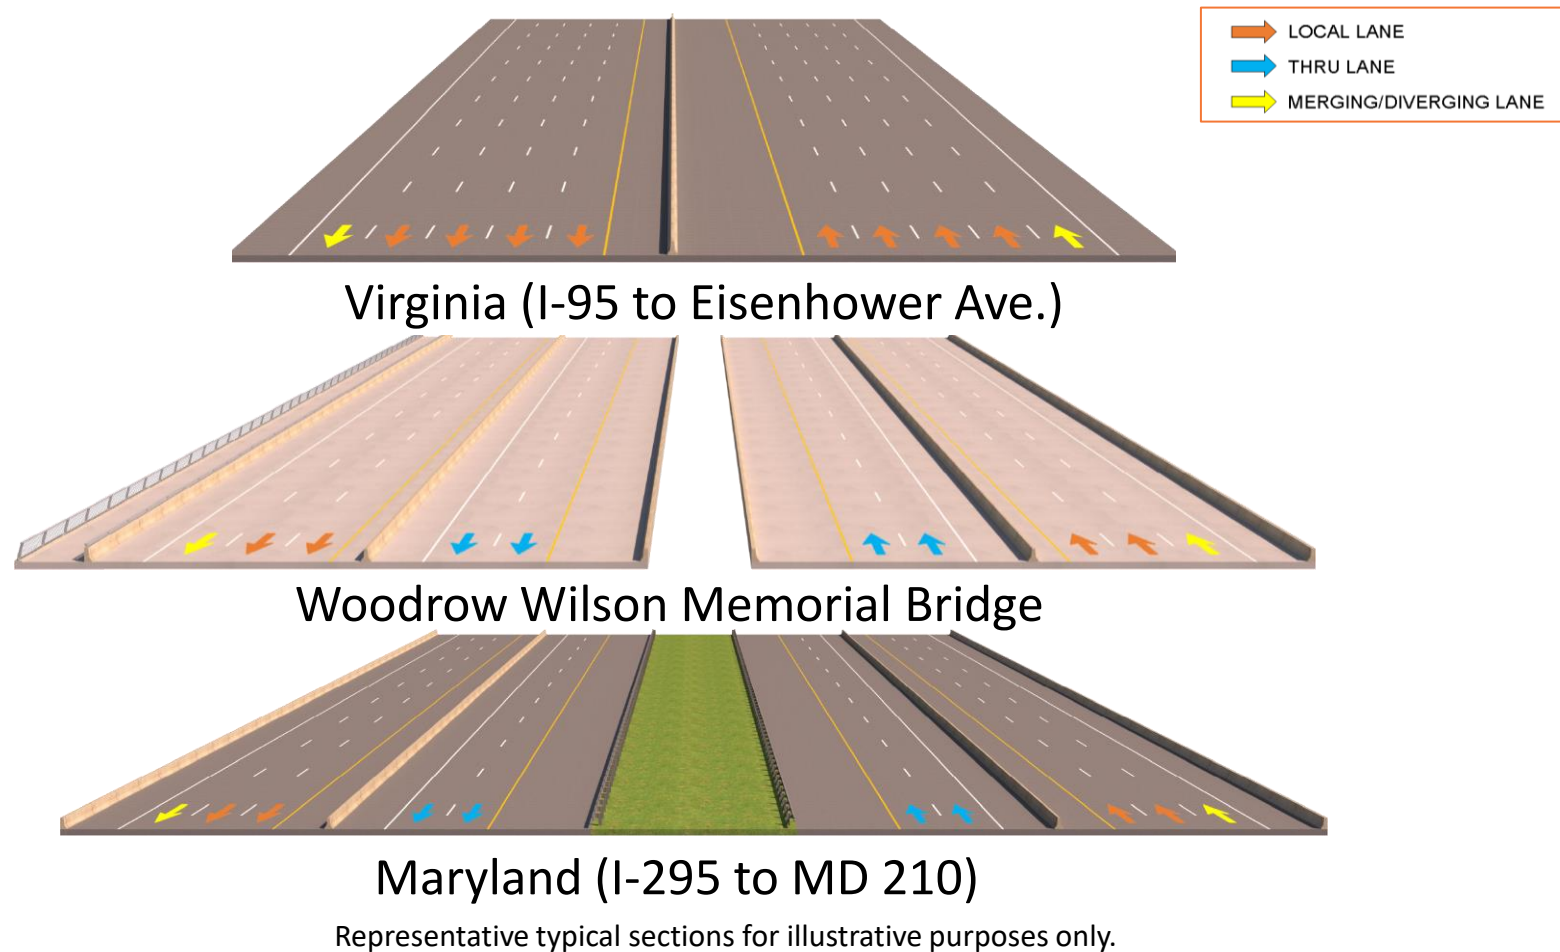 LOCAL LANE
THRU LANE
MERGING/DIVERGING LANE
Virginia (I-95 to Eisenhower Ave.)
Woodrow Wilson Memorial Bridge
Maryland (I-295 to MD 210)
Representative typical sections for illustrative purposes only.